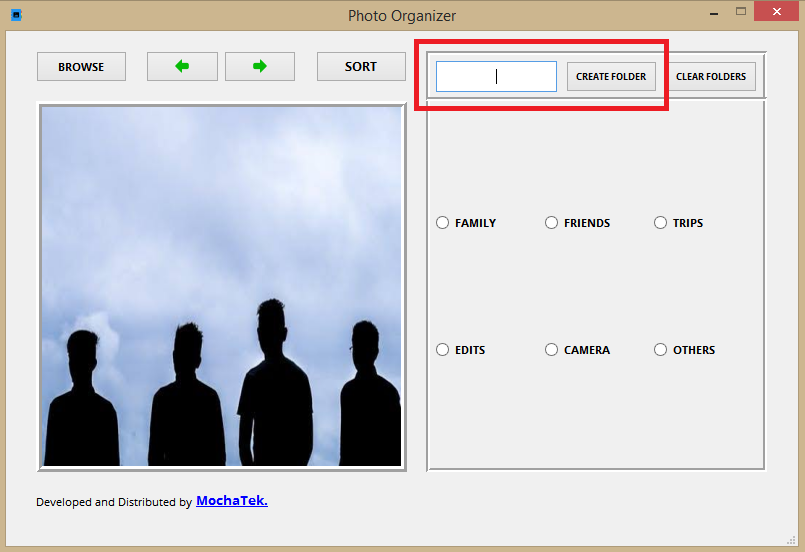 Photo Organizer
BROWSE
SORT
CREATE FOLDER
CLEAR FOLDERS
FAMILY
FRIENDS
TRIPS
EDITS
CAMERA
OTHERS
Developed and Distributed by MochaTek.